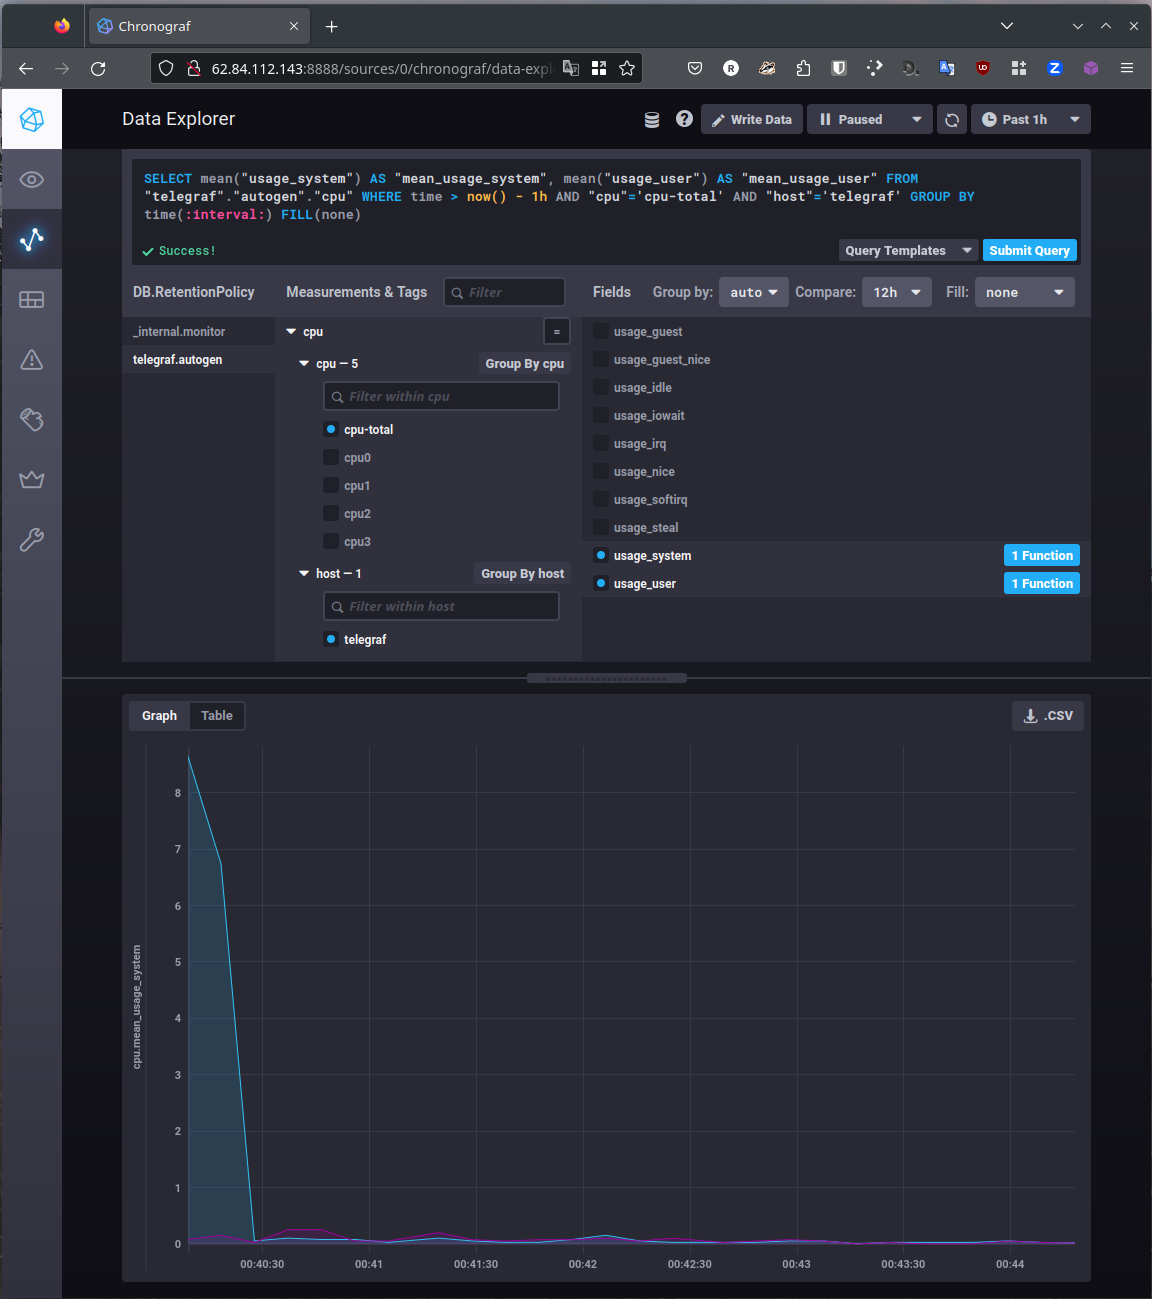 Chronograf
62.84.112.143:8888/sources/0/chronograf/data-expl
Data Explorer
Write Data
Paused
Past 1h
SELECT mean("usage_system") AS "mean_usage_system", mean("usage_user") AS "mean_usage_user" FROM
"telegraf"."autogen"."cpu" WHERE time > now() - 1h AND "cpu"='cpu-total' AND "host"='telegraf' GROUP BY
time(:interval:) FILL(none)
Success!
Query Templates
Submit Query
DB.RetentionPolicy
Measurements & Tags
Filter
Fields
Group by:
auto
Compare:
12h
Fill:
none
_internal.monitor
telegraf.autogen
cpu
=
cpu — 5
Group By cpu
Filter within cpu
cpu-total
cpu0
cpu1
cpu2
cpu3
host — 1
Group By host
Filter within host
telegraf
usage_guest
usage_guest_nice
usage_idle
usage_iowait
usage_irq
usage_nice
usage_softirq
usage_steal
usage_system
1 Function
usage_user
1 Function
Graph
Table
.CSV
cpu.mean_usage_system
8
7
6
5
4
3
2
1
0
00:40:30
00:41
00:41:30
00:42
00:42:30
00:43
00:43:30
00:44